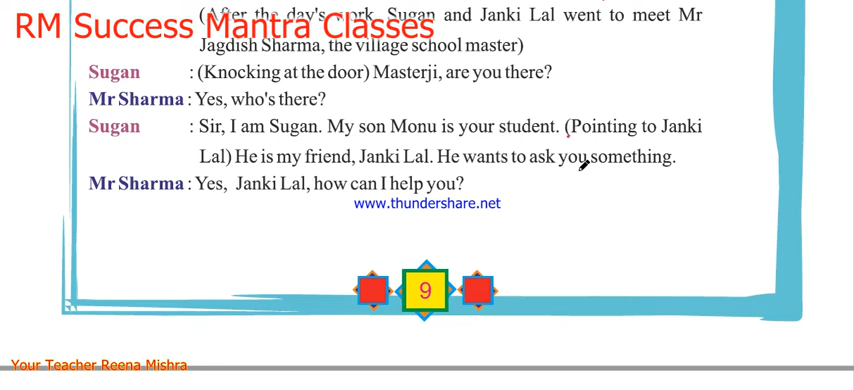 (After the day's work, Sugan and Janki Lal went to meet Mr
RM Success Mantra Classes
Jagdish Sharma, the village school master)
Sugan : (Knocking at the door) Masterji, are you there?
Mr Sharma : Yes, who's there?
Sugan : Sir, I am Sugan. My son Monu is your student. (Pointing to Janki
Lal) He is my friend, Janki Lal. He wants to ask you something.
Mr Sharma : Yes, Janki Lal, how can I help you?
www.thundershare.net
9
Your Teacher Reena Mishra